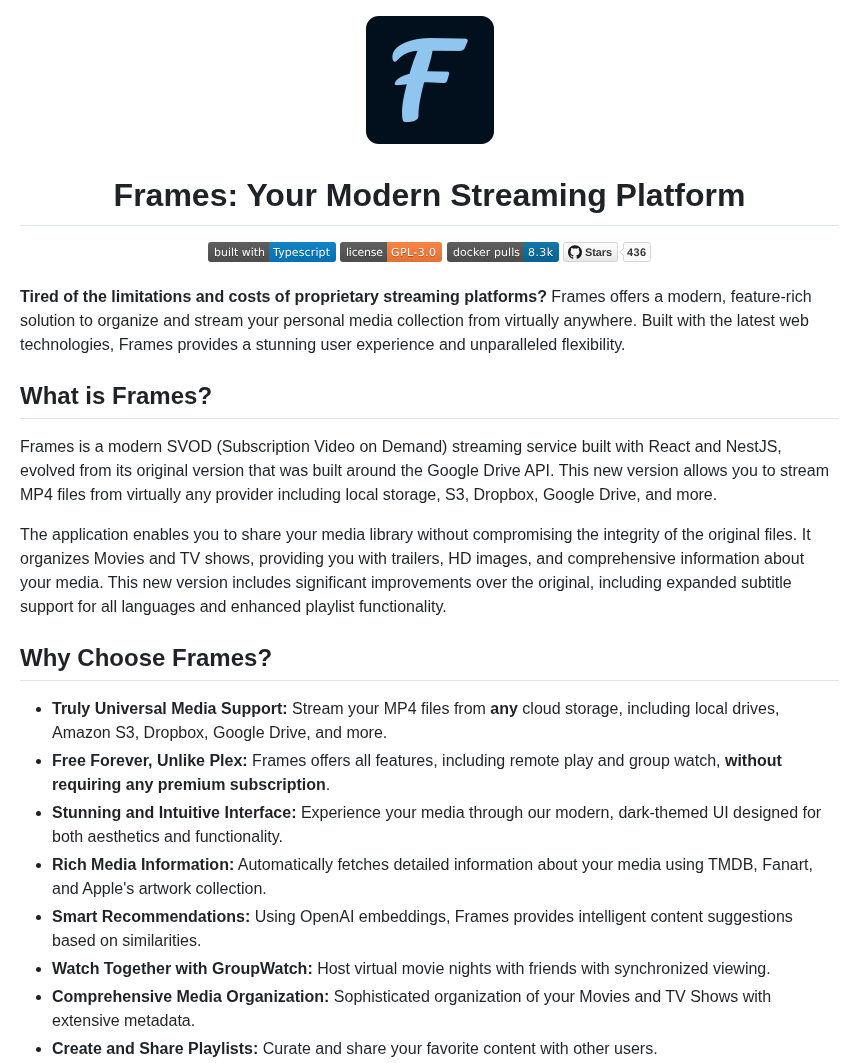 F
Frames: Your Modern Streaming Platform
built with Typescript license GPL-3.0 docker pulls 8.3k Stars 436
Tired of the limitations and costs of proprietary streaming platforms? Frames offers a modern, feature-rich
solution to organize and stream your personal media collection from virtually anywhere. Built with the latest web
technologies, Frames provides a stunning user experience and unparalleled flexibility.
What is Frames?
Frames is a modern SVOD (Subscription Video on Demand) streaming service built with React and NestJS,
evolved from its original version that was built around the Google Drive API. This new version allows you to stream
MP4 files from virtually any provider including local storage, S3, Dropbox, Google Drive, and more.
The application enables you to share your media library without compromising the integrity of the original files. It
organizes Movies and TV shows, providing you with trailers, HD images, and comprehensive information about
your media. This new version includes significant improvements over the original, including expanded subtitle
support for all languages and enhanced playlist functionality.
Why Choose Frames?
• Truly Universal Media Support: Stream your MP4 files from any cloud storage, including local drives,
Amazon S3, Dropbox, Google Drive, and more.
• Free Forever, Unlike Plex: Frames offers all features, including remote play and group watch, without
requiring any premium subscription.
• Stunning and Intuitive Interface: Experience your media through our modern, dark-themed UI designed for
both aesthetics and functionality.
• Rich Media Information: Automatically fetches detailed information about your media using TMDB, Fanart,
and Apple's artwork collection.
• Smart Recommendations: Using OpenAI embeddings, Frames provides intelligent content suggestions
based on similarities.
• Watch Together with GroupWatch: Host virtual movie nights with friends with synchronized viewing.
• Comprehensive Media Organization: Sophisticated organization of your Movies and TV Shows with
extensive metadata.
• Create and Share Playlists: Curate and share your favorite content with other users.